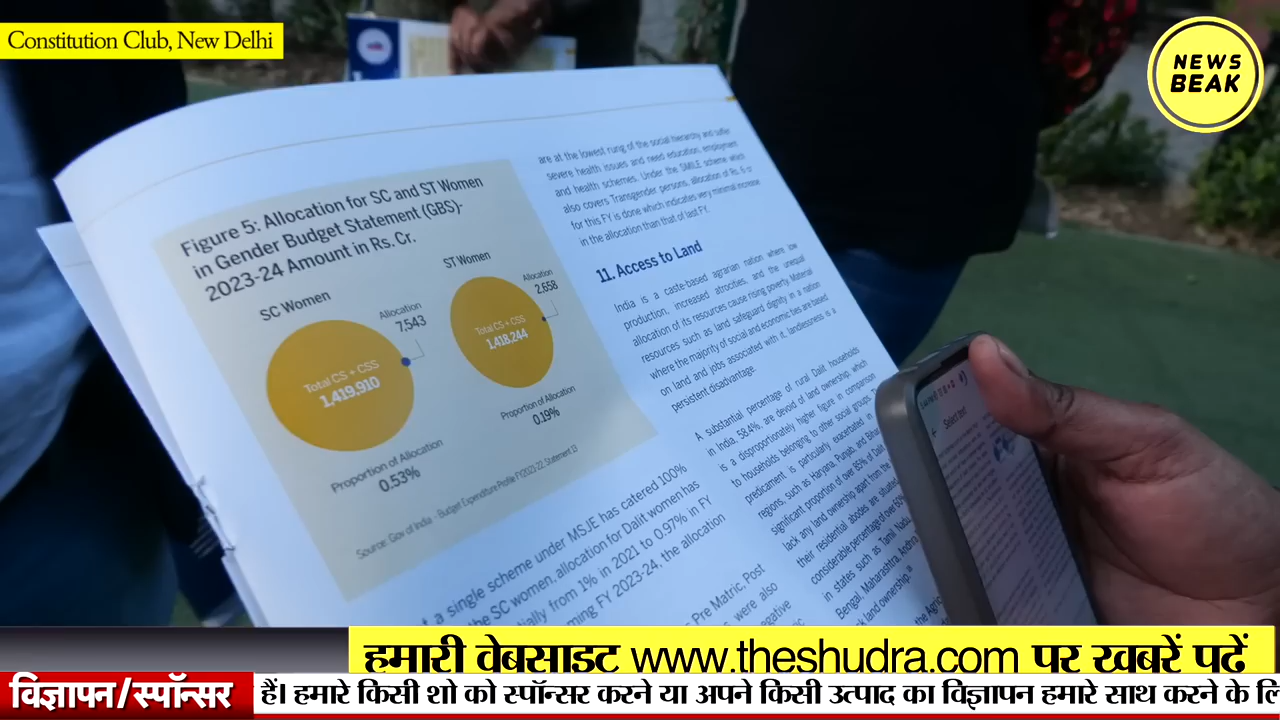 Constitution Club, New Delhi
NEWS
BEAK
Figure 5: Allocation for SC and ST Women
in Gender Budget Statement (GBS)-
2023-24 Amount in Rs. Cr.
SC Women
Allocation
7,543
Total CS + CSS
1,419,910
Proportion of Allocation
0.53%
ST Women
Allocation
2,658
Total CS + CSS
1,418,244
Proportion of Allocation
0.19%
Source: Gov of India - Budget Expenditure Profile FY2021-22, Statement 13
a single scheme under MSJE has catered 100%
SC women, allocation for Dalit women has
from 1% in 2021 to 0.97% in FY
FY 2023-24, the allocation
Pre Matric, Post
were also
are at the lowest rung of the social hierarchy and suffer
severe health issues and need education, employment
and health schemes. Under the SMILE scheme which
also covers Transgender persons, allocation of Rs.
for this FY is done which indicates very minimal increase
in the allocation than that of last FY.
11. Access to Land
India is a caste-based agrarian nation where low
production, increased atrocities, and the unequal
allocation of its resources cause rising poverty. Material
resources such as land safeguard dignity in a nation
where the majority of social and economic ties are based
on land and jobs associated with it, landlessness is a
persistent disadvantage.
A substantial percentage of rural Dalit households
in India, 58.4%, are devoid of land ownership, which
is a disproportionately higher figure in comparison
to households belonging to other social groups.
predicament is particularly exacerbated in
regions, such as Haryana, Punjab, and
significant proportion of over 85% of
lack any land ownership apart from the
their residential abodes are situated
considerable percentage of over 60%
in states such as Tamil
Bengal, Maharashtra,
land ownership, a
Select text
हमारी वेबसाइट www.theshudra.com पर खबरें पढ़ें
विज्ञापन/स्पॉन्सर
हैं। हमारे किसी शो को स्पॉन्सर करने या अपने किसी उत्पाद का विज्ञापन हमारे साथ करने के